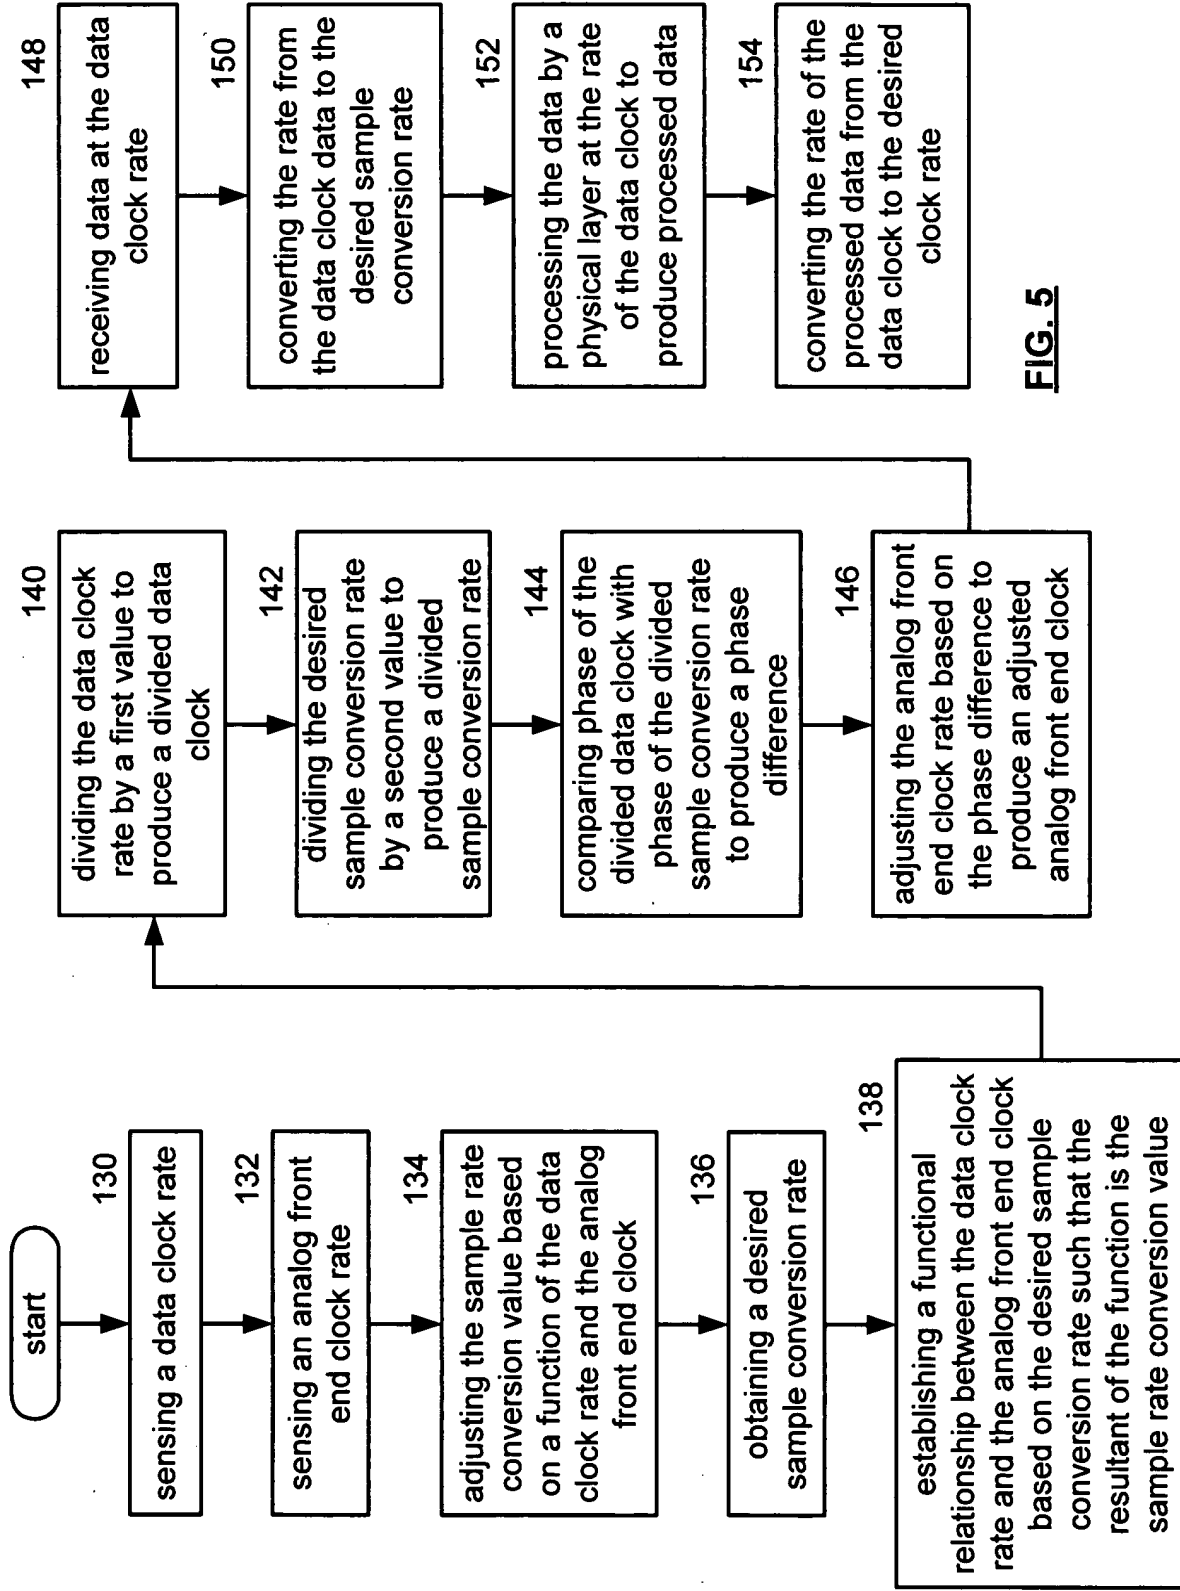 start
130
sensing a data clock rate
132
sensing an analog front
end clock rate
134
adjusting the sample rate
conversion value based
on a function of the data
clock rate and the analog
front end clock
136
obtaining a desired
sample conversion rate
138
establishing a functional
relationship between the data clock
rate and the analog front end clock
based on the desired sample
conversion rate such that the
resultant of the function is the
sample rate conversion value
140
dividing the data clock
rate by a first value to
produce a divided data
clock
142
dividing the desired
sample conversion rate
by a second value to
produce a divided
sample conversion rate
144
comparing phase of the
divided data clock with
phase of the divided
sample conversion rate
to produce a phase
difference
146
adjusting the analog front
end clock rate based on
the phase difference to
produce an adjusted
analog front end clock
148
receiving data at the data
clock rate
150
converting the rate from
the data clock data to the
desired sample
conversion rate
152
processing the data by a
physical layer at the rate
of the data clock to
produce processed data
154
converting the rate of the
processed data from the
data clock to the desired
clock rate
FIG. 5